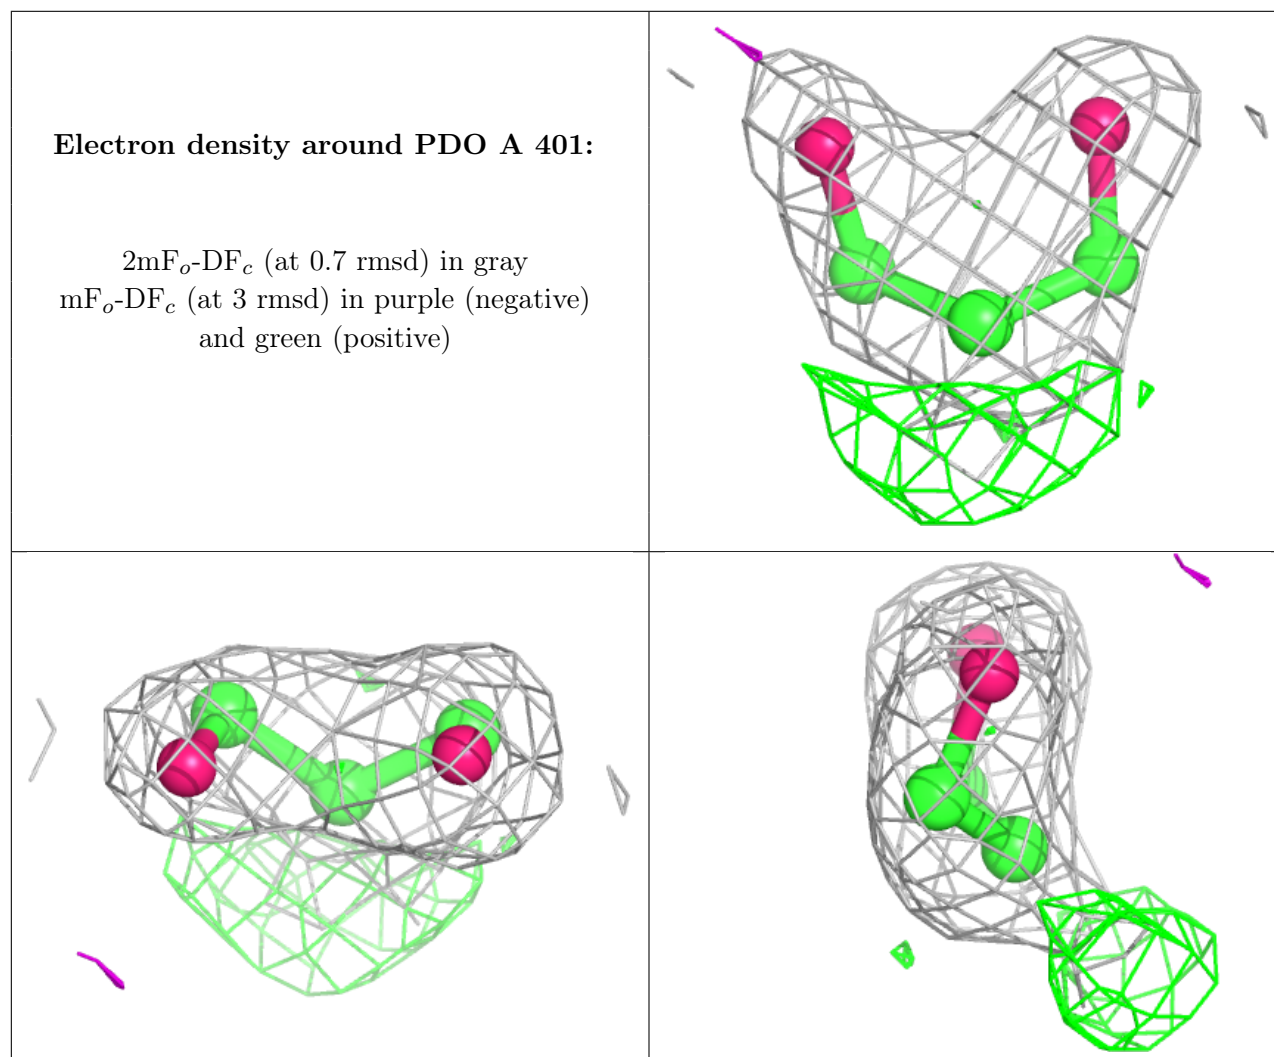 Electron density around PDO A 401:
2mFₒ-DF𝑐 (at 0.7 rmsd) in gray
mFₒ-DF𝑐 (at 3 rmsd) in purple (negative)
and green (positive)